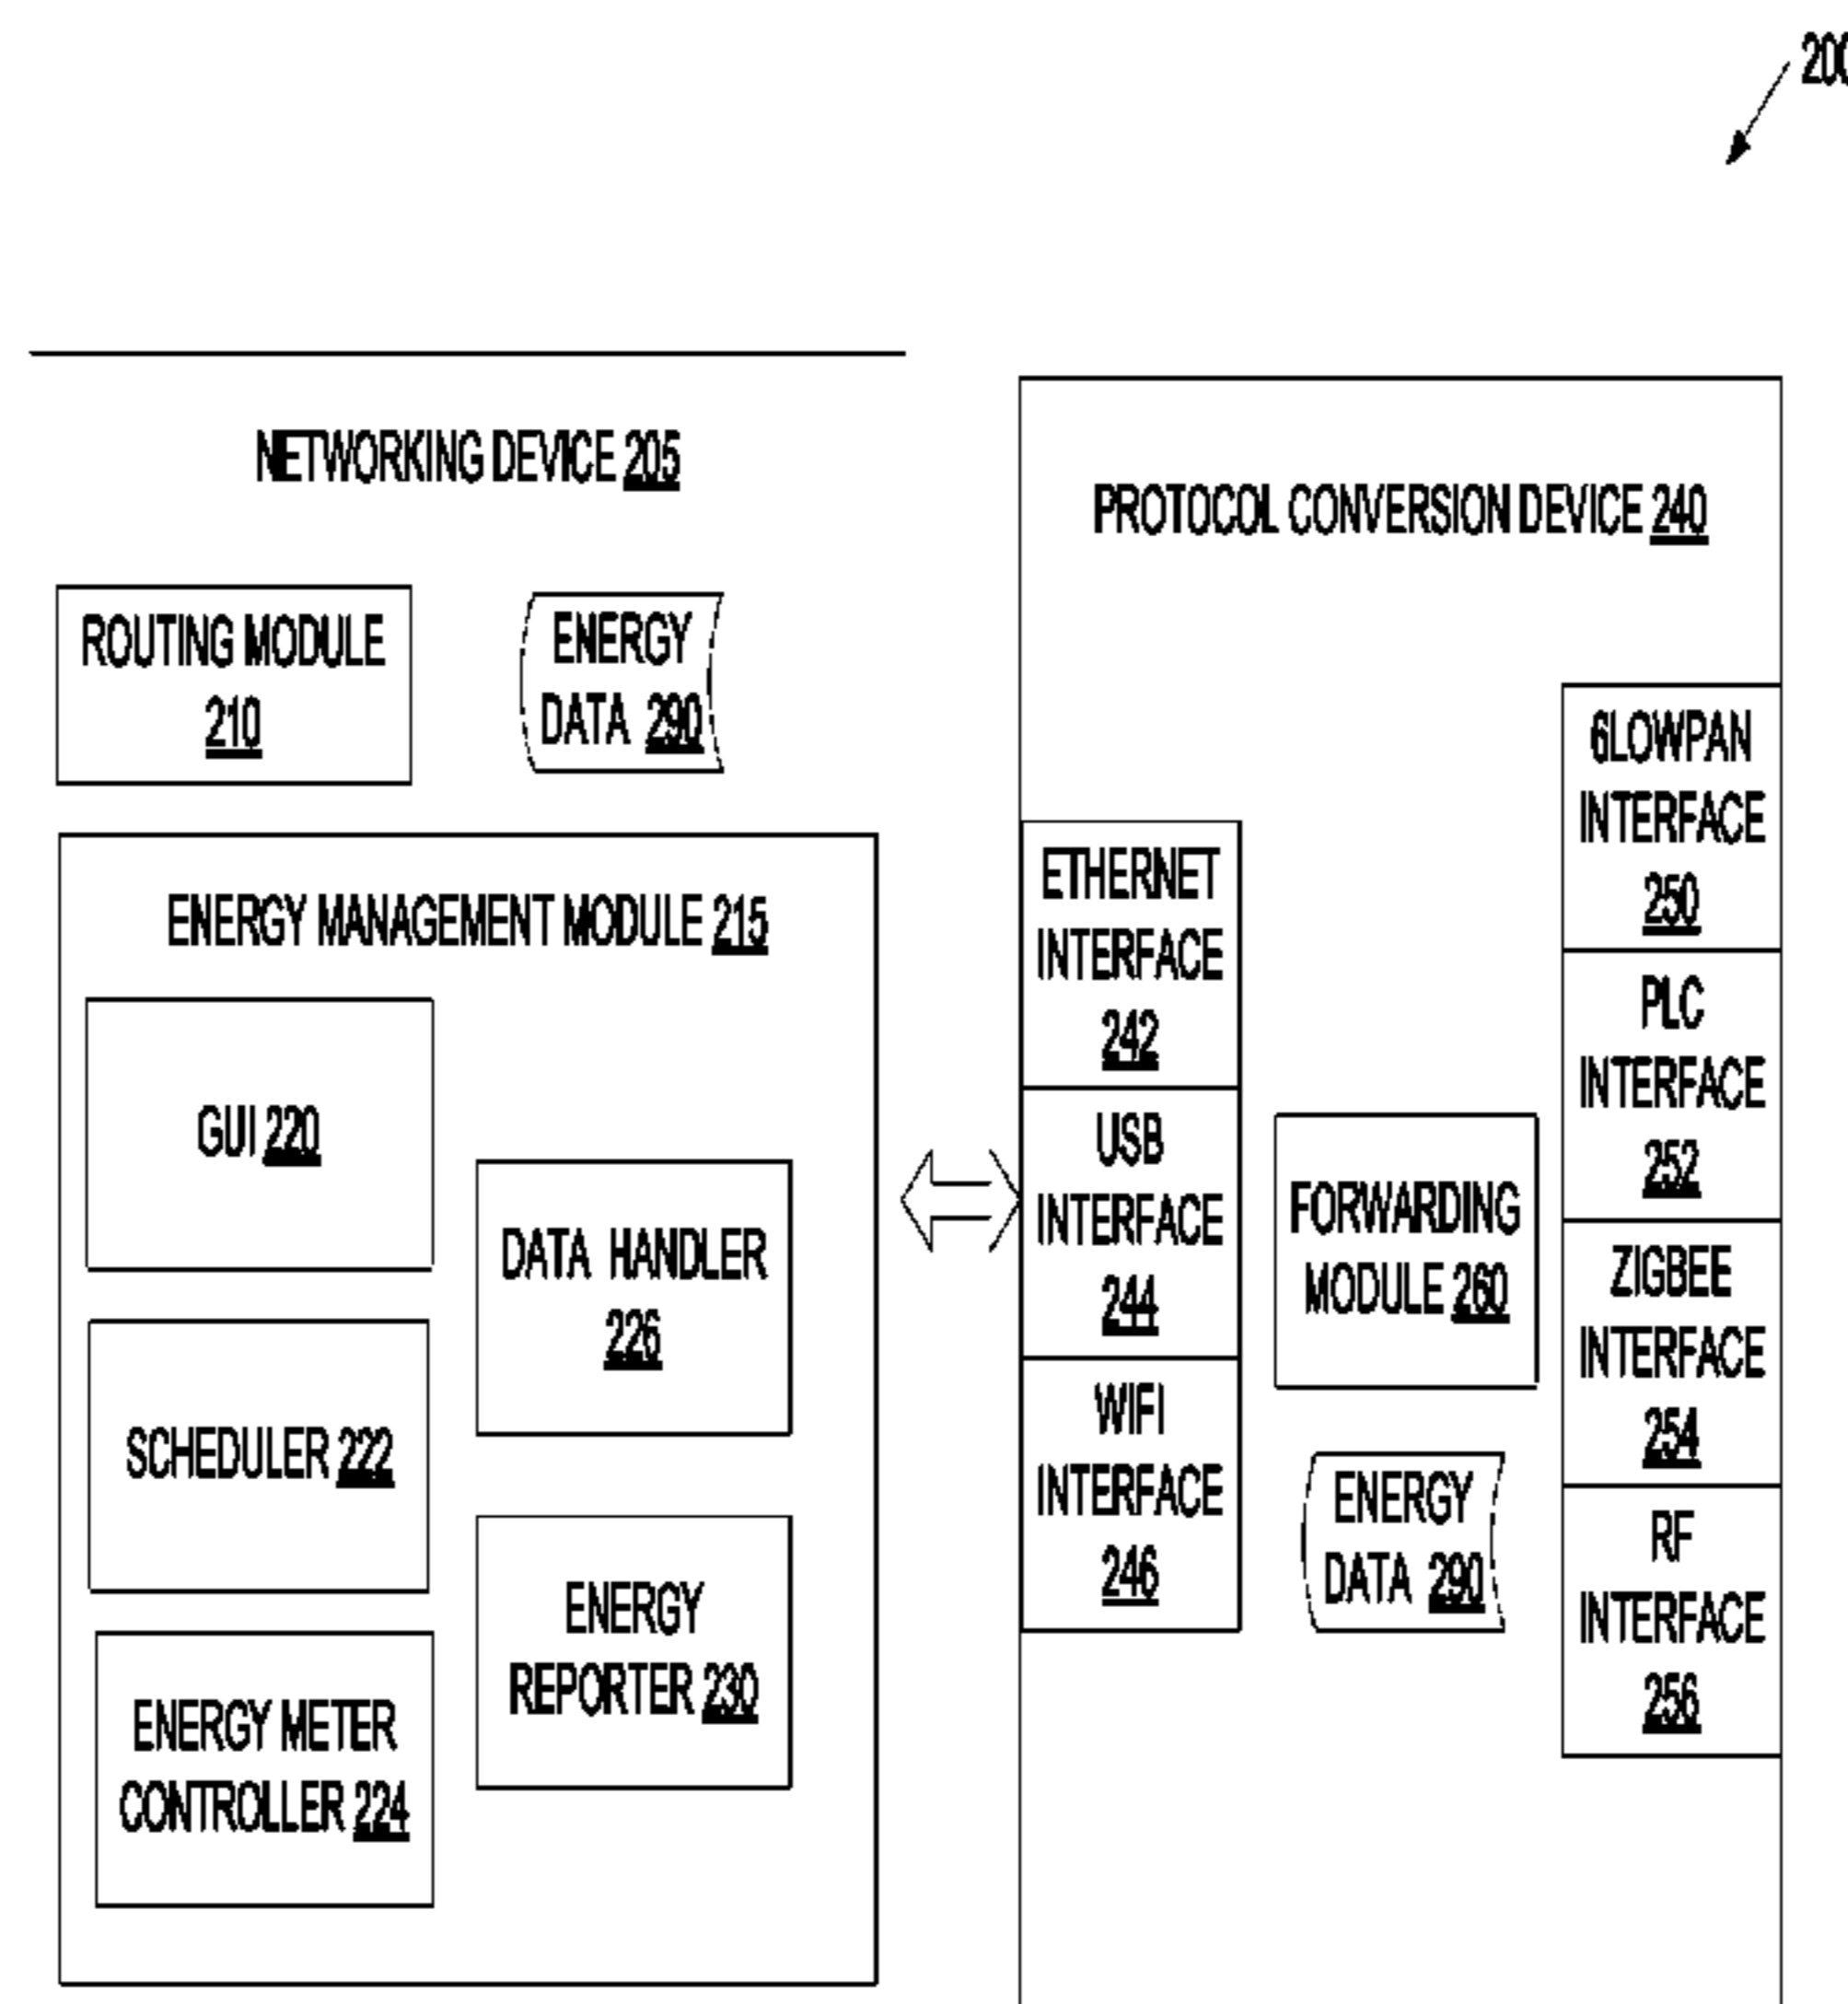 200
NETWORKING DEVICE 205
ROUTING MODULE
210
ENERGY
DATA 290
ENERGY MANAGEMENT MODULE 215
GUI 220
DATA HANDLER
226
SCHEDULER 222
ENERGY
REPORTER 230
ENERGY METER
CONTROLLER 224
PROTOCOL CONVERSION DEVICE 240
ETHERNET
INTERFACE
242
USB
INTERFACE
244
WIFI
INTERFACE
246
FORWARDING
MODULE 260
ENERGY
DATA 290
6LOWPAN
INTERFACE
250
PLC
INTERFACE
252
ZIGBEE
INTERFACE
254
RF
INTERFACE
256